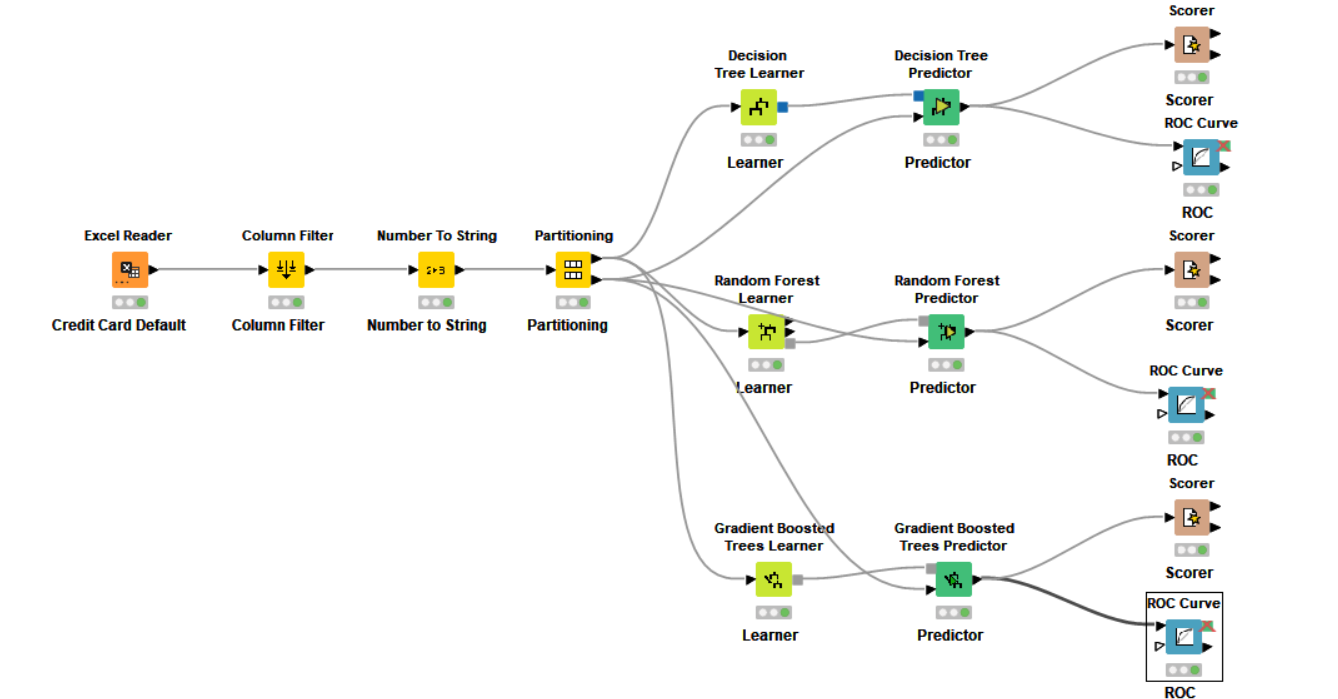 Scorer
Decision
Tree Learner
Decision Tree
Predictor
Scorer
ROC Curve
Learner
Predictor
ROC
Excel Reader
Column Filter
Number To String
Partitioning
Scorer
2▸3
Random Forest
Learner
Random Forest
Predictor
Credit Card Default
Column Filter
Number to String
Partitioning
Scorer
ROC Curve
Learner
Predictor
ROC
Scorer
Gradient Boosted
Trees Learner
Gradient Boosted
Trees Predictor
Scorer
ROC Curve
Learner
Predictor
ROC